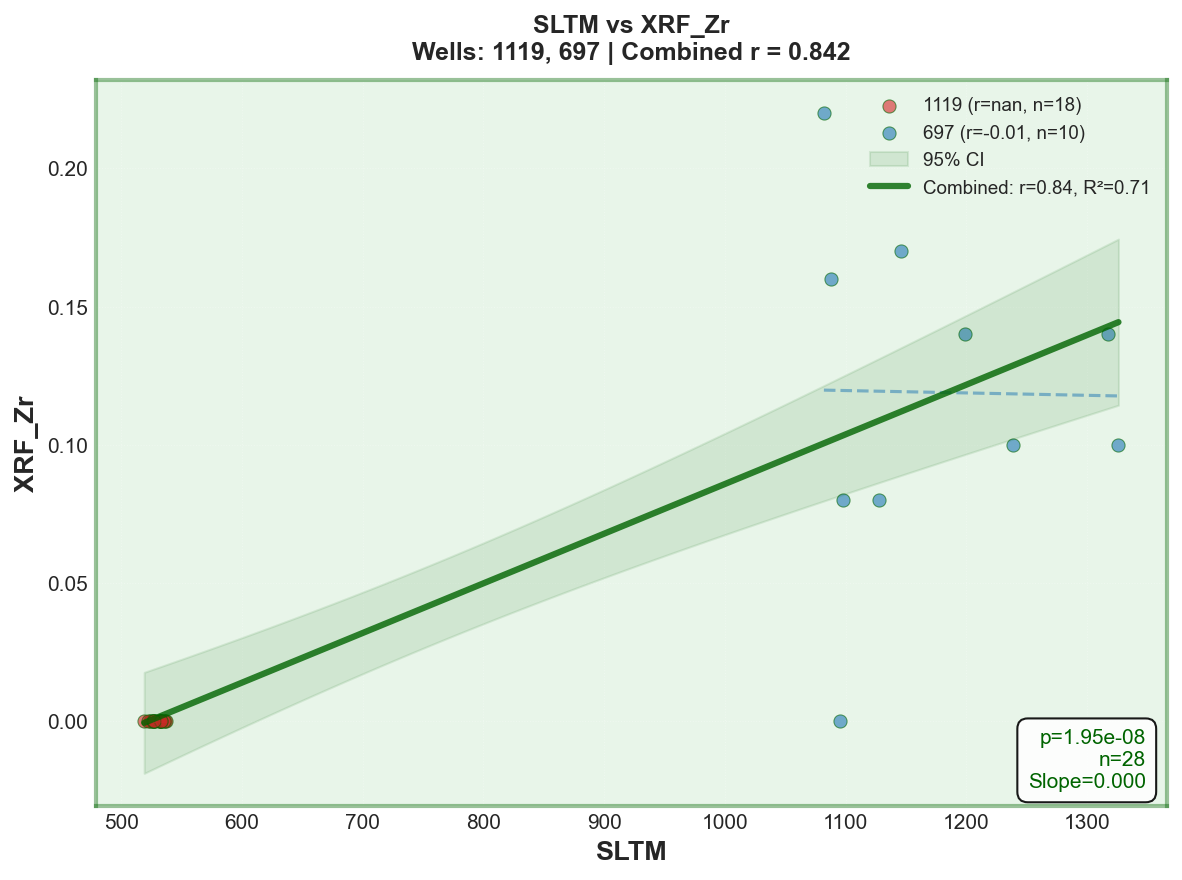 SLTM vs XRF_Zr
Wells: 1119, 697 | Combined r = 0.842
1119 (r=nan, n=18)
697 (r=-0.01, n=10)
95% CI
Combined: r=0.84, R²=0.71
XRF_Zr
0.20
0.15
0.10
0.05
0.00
p=1.95e-08
n=28
Slope=0.000
500 600 700 800 900 1000 1100 1200 1300
SLTM